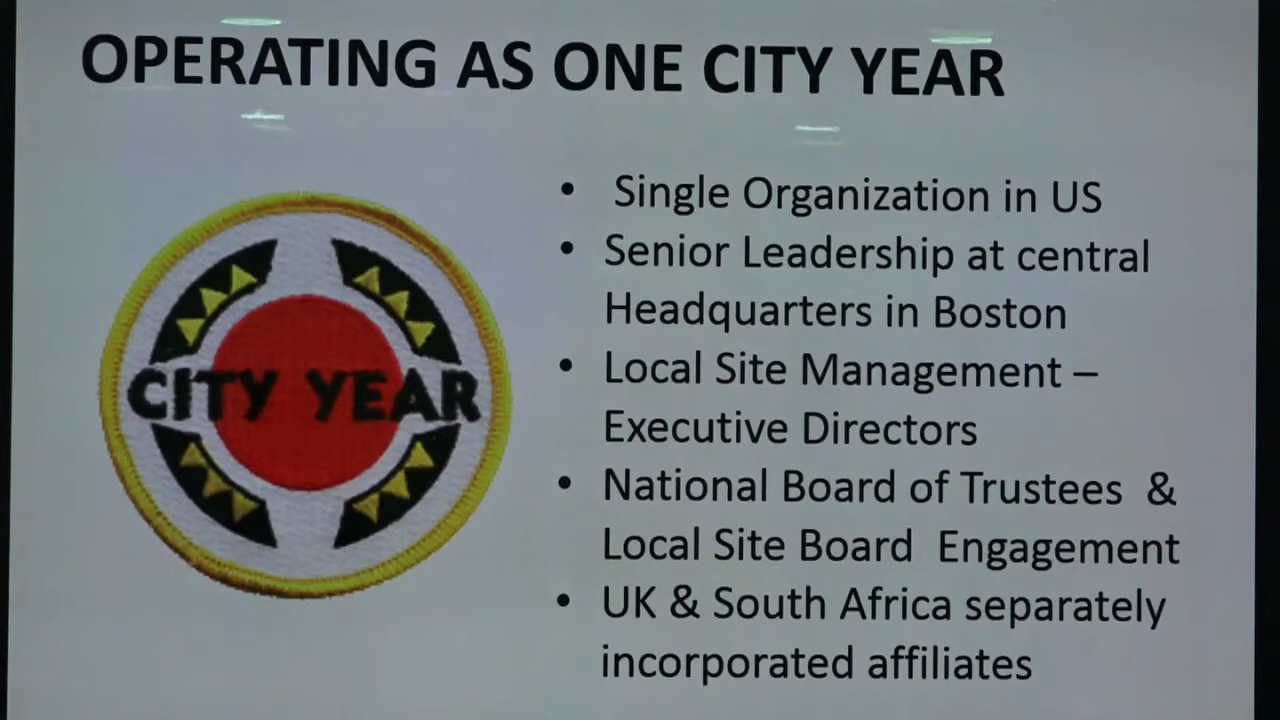 OPERATING AS ONE CITY YEAR
CITY YEAR
• Single Organization in US
• Senior Leadership at central
Headquarters in Boston
• Local Site Management –
Executive Directors
• National Board of Trustees &
Local Site Board Engagement
• UK & South Africa separately
incorporated affiliates